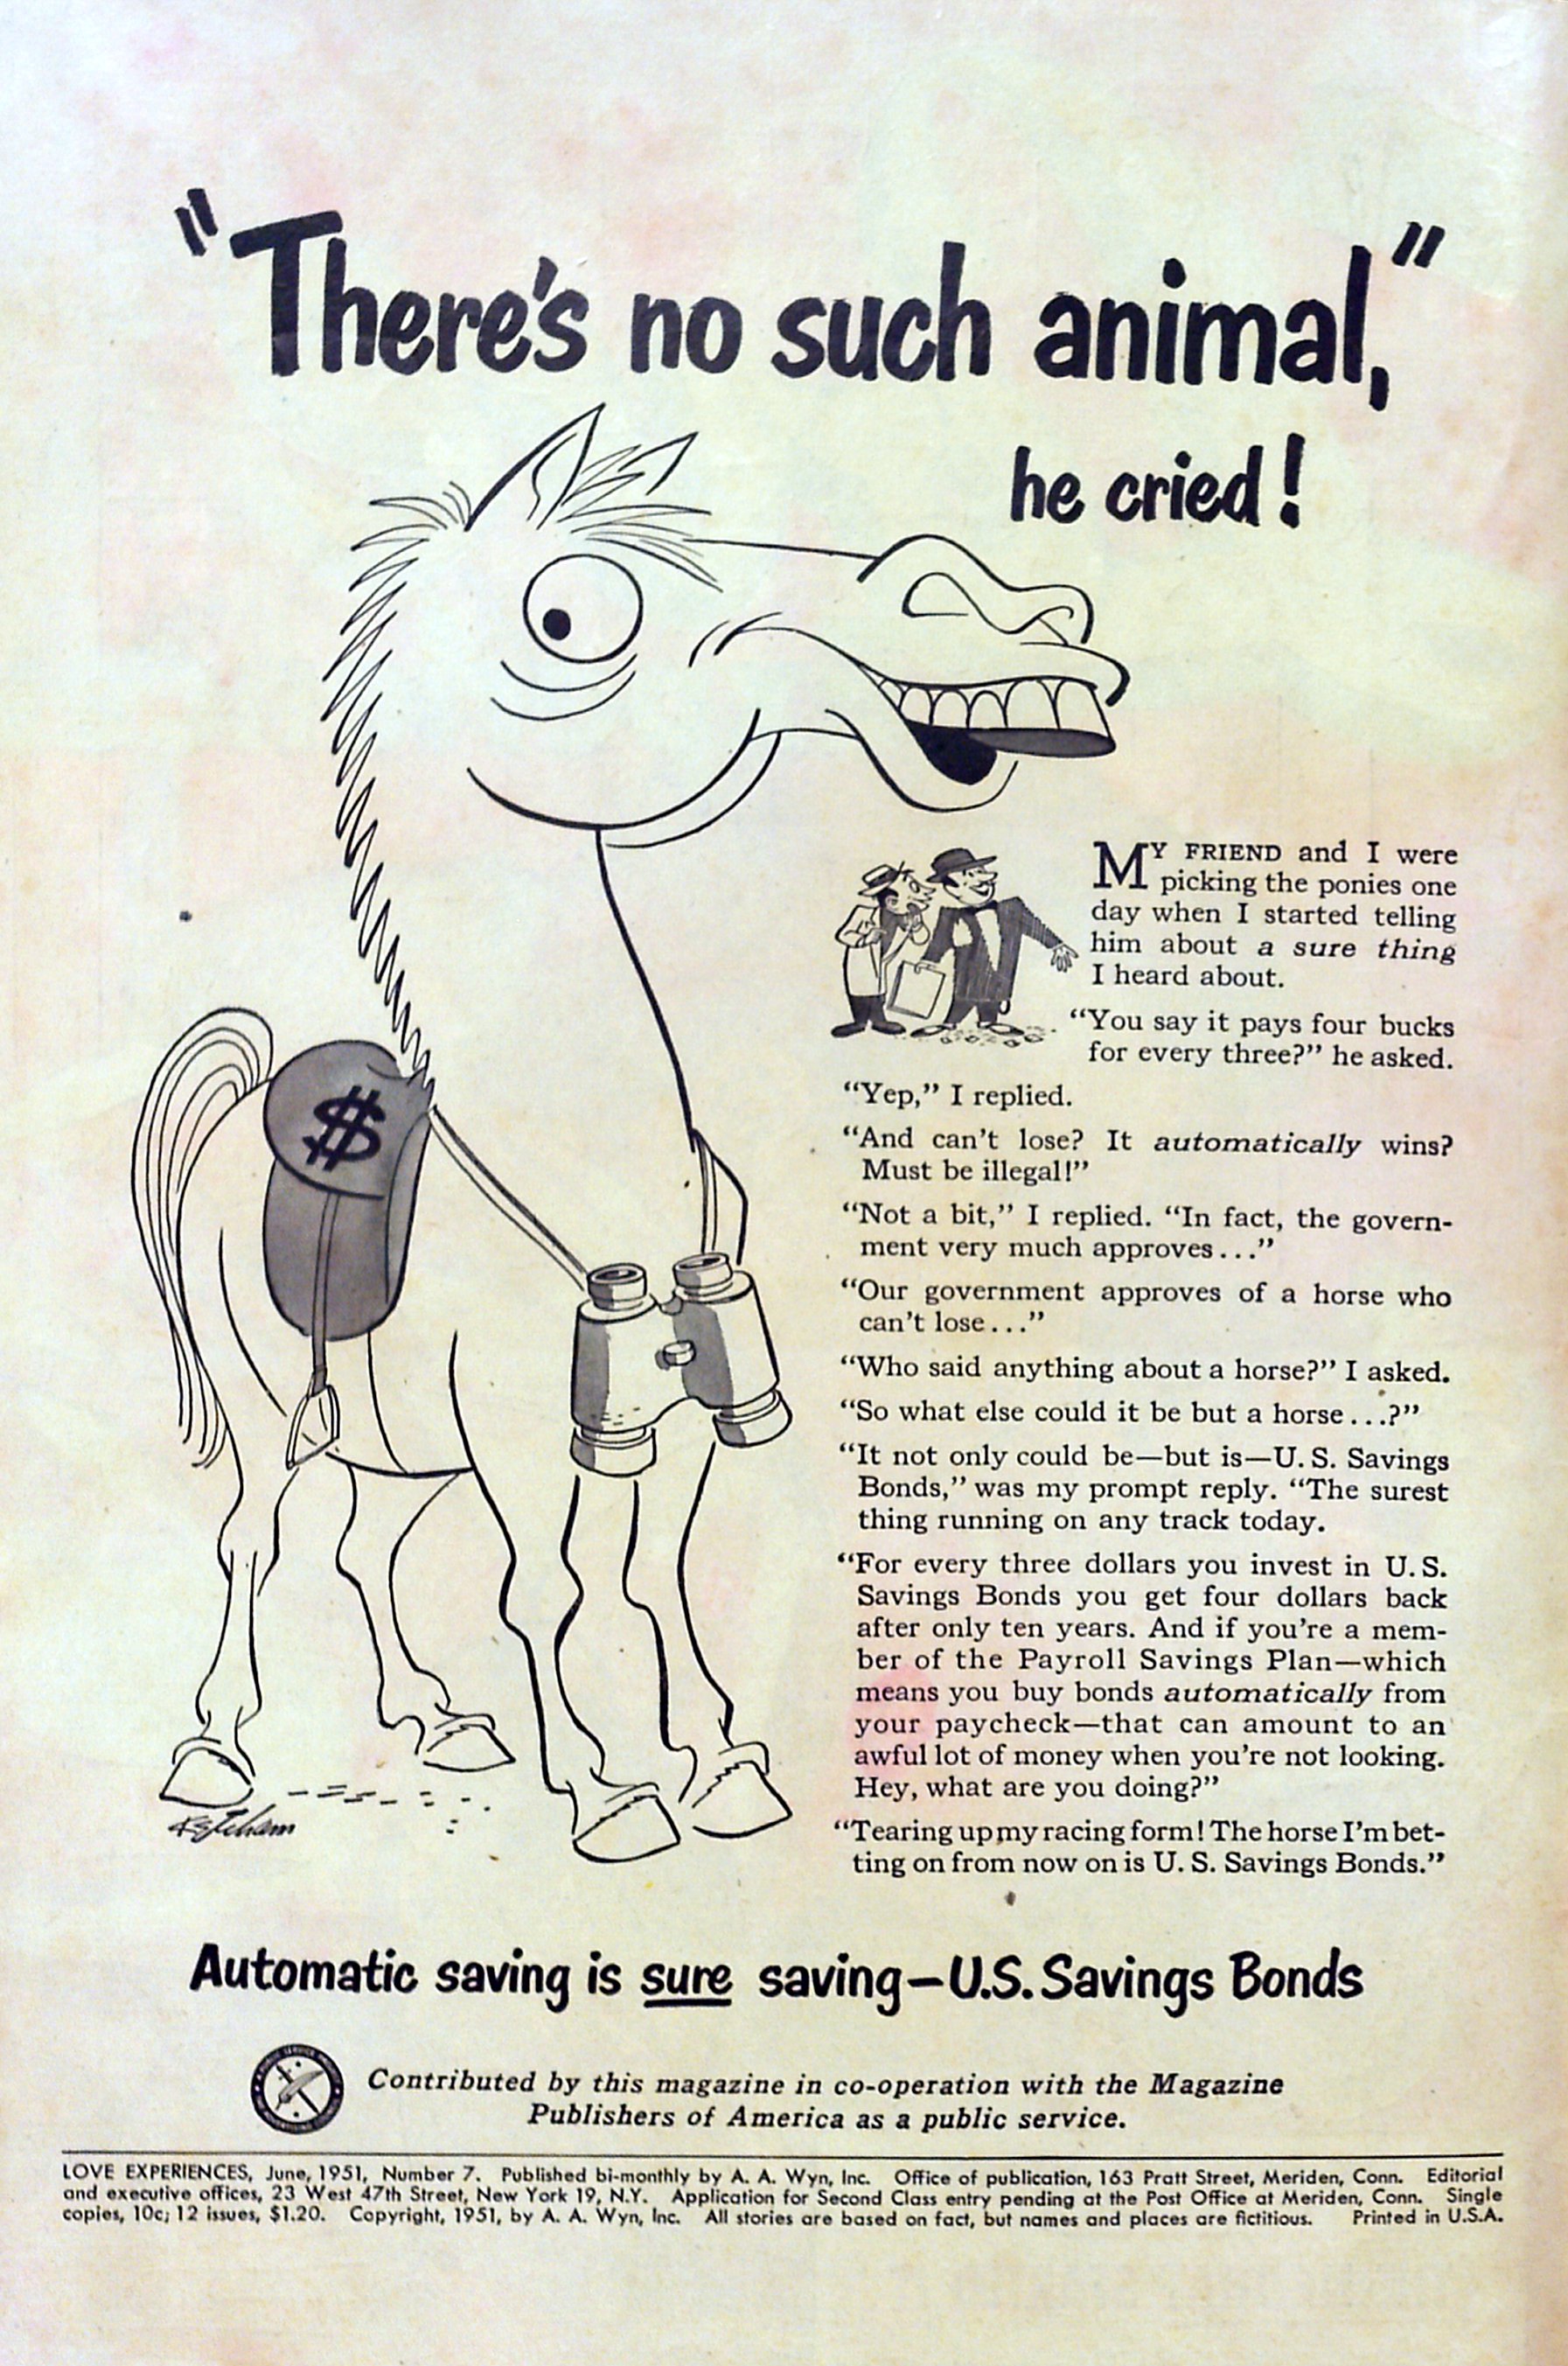 "There's no such animal,"
he cried!
MY FRIEND and I were
picking the ponies one
day when I started telling
him about a sure thing
I heard about.
"You say it pays four bucks
for every three?" he asked.
"Yep," I replied.
"And can't lose? It automatically wins?
Must be illegal!"
"Not a bit," I replied. "In fact, the govern-
ment very much approves..."
"Our government approves of a horse who
can't lose..."
"Who said anything about a horse?" I asked.
"So what else could it be but a horse...?"
"It not only could be—but is—U. S. Savings
Bonds," was my prompt reply. "The surest
thing running on any track today.
"For every three dollars you invest in U. S.
Savings Bonds you get four dollars back
after only ten years. And if you're a mem-
ber of the Payroll Savings Plan—which
means you buy bonds automatically from
your paycheck—that can amount to an
awful lot of money when you're not looking.
Hey, what are you doing?"
"Tearing up my racing form! The horse I'm bet-
ting on from now on is U. S. Savings Bonds."
$
Ketcham
Automatic saving is sure saving—U.S. Savings Bonds
Contributed by this magazine in co-operation with the Magazine
Publishers of America as a public service.
LOVE EXPERIENCES, June, 1951, Number 7. Published bi-monthly by A. A. Wyn, Inc. Office of publication, 163 Pratt Street, Meriden, Conn. Editorial
and executive offices, 23 West 47th Street, New York 19, N.Y. Application for Second Class entry pending at the Post Office at Meriden, Conn. Single
copies, 10c; 12 issues, $1.20. Copyright, 1951, by A. A. Wyn, Inc. All stories are based on fact, but names and places are fictitious. Printed in U.S.A.